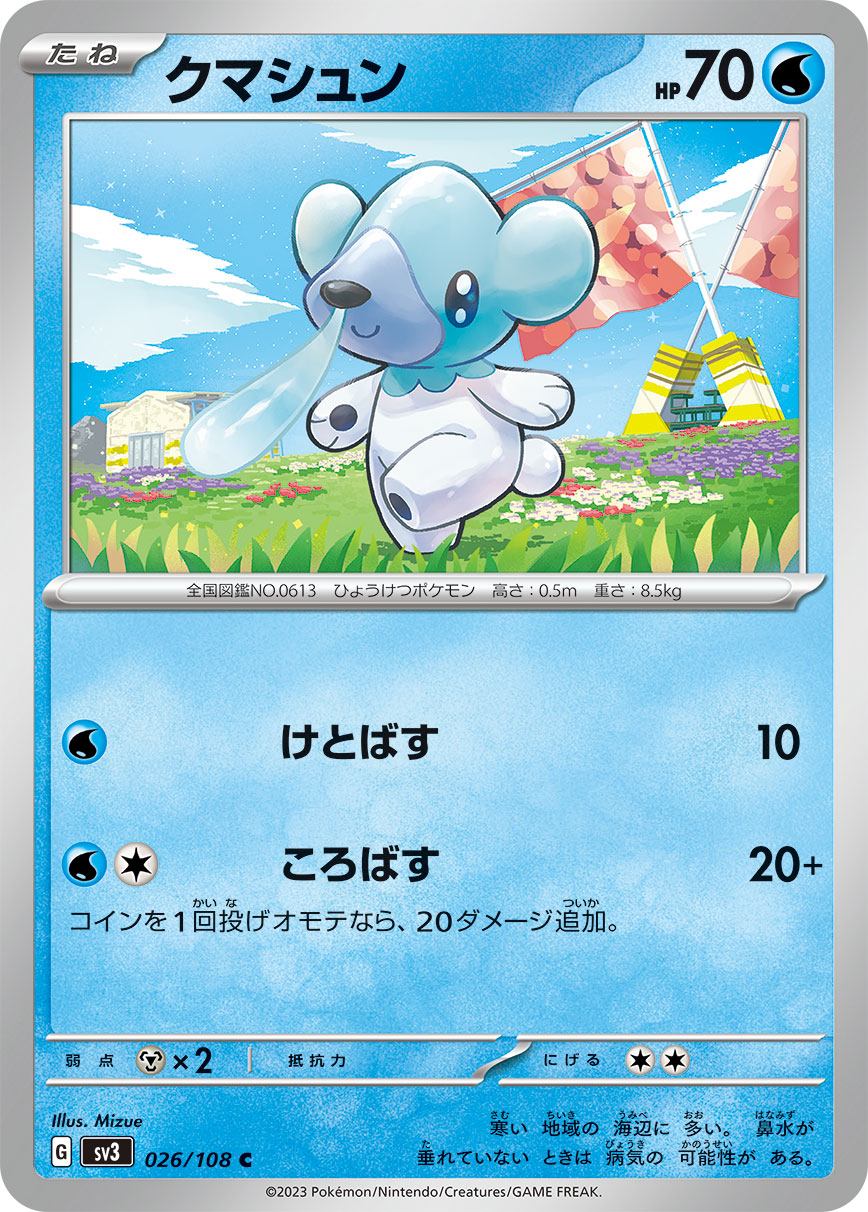 たね クマシュン HP70
全国図鑑NO.0613 ひょうけつポケモン 高さ:0.5m 重さ:8.5kg
けとばす 10
ころばす 20+
コインを1回投げオモテなら、20ダメージ追加。
弱点 ×2 抵抗力 にげる
Illus. Mizue
寒い 地域の 海辺に 多い。 鼻水が
垂れていない ときは 病気の 可能性が ある。
G sv3 026/108 C
©2023 Pokémon/Nintendo/Creatures/GAME FREAK.